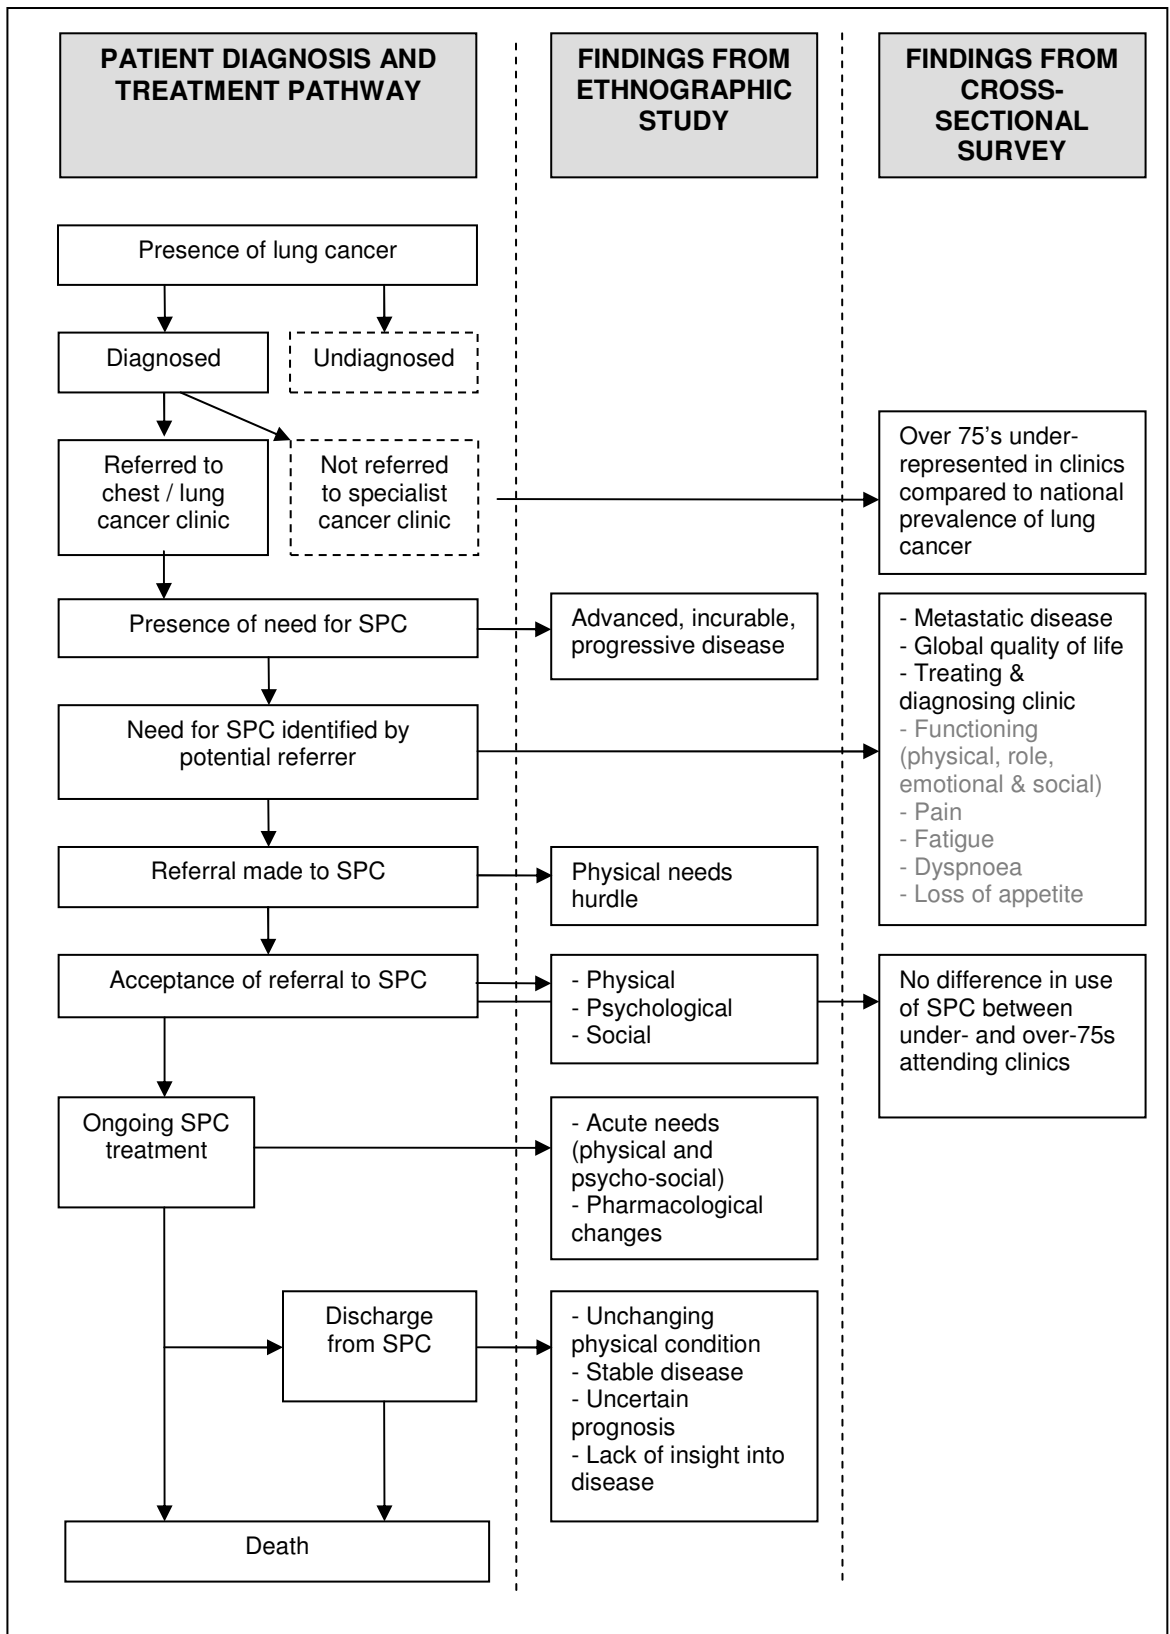 PATIENT DIAGNOSIS AND
TREATMENT PATHWAY
FINDINGS FROM
ETHNOGRAPHIC
STUDY
FINDINGS FROM
CROSS-
SECTIONAL
SURVEY
Presence of lung cancer
Diagnosed
Undiagnosed
Referred to
chest / lung
cancer clinic
Not referred
to specialist
cancer clinic
Over 75's under-
represented in clinics
compared to national
prevalence of lung
cancer
Presence of need for SPC
Advanced, incurable,
progressive disease
- Metastatic disease
- Global quality of life
- Treating &
diagnosing clinic
- Functioning
(physical, role,
emotional & social)
- Pain
- Fatigue
- Dyspnoea
- Loss of appetite
Need for SPC identified by
potential referrer
Referral made to SPC
Physical needs
hurdle
Acceptance of referral to SPC
- Physical
- Psychological
- Social
No difference in use
of SPC between
under- and over-75s
attending clinics
Ongoing SPC
treatment
- Acute needs
(physical and
psycho-social)
- Pharmacological
changes
Discharge
from SPC
- Unchanging
physical condition
- Stable disease
- Uncertain
prognosis
- Lack of insight into
disease
Death